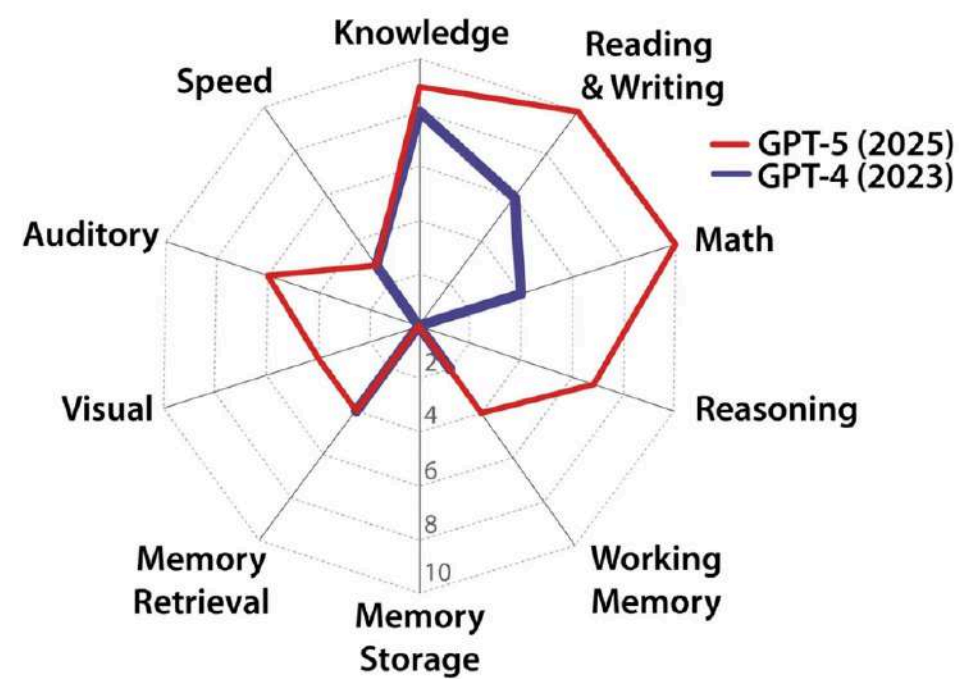 Knowledge
Reading
& Writing
Speed
GPT-5 (2025)
GPT-4 (2023)
Auditory
Math
2
4
Visual
Reasoning
6
8
10
Memory
Retrieval
Working
Memory
Memory
Storage